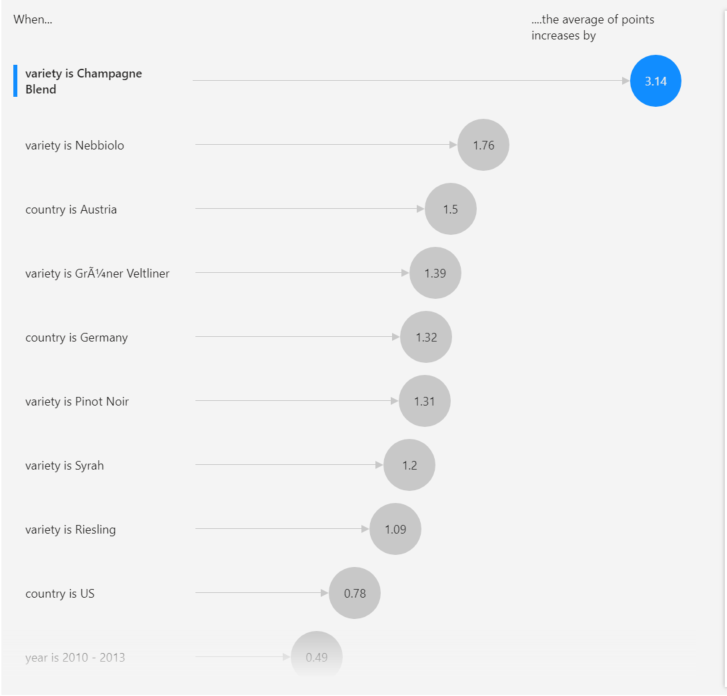 When...
....the average of points
increases by
variety is Champagne
Blend
3.14
variety is Nebbiolo
1.76
country is Austria
1.5
variety is GrÃ¼ner Veltliner
1.39
country is Germany
1.32
variety is Pinot Noir
1.31
variety is Syrah
1.2
variety is Riesling
1.09
country is US
0.78
year is 2010 - 2013
0.49